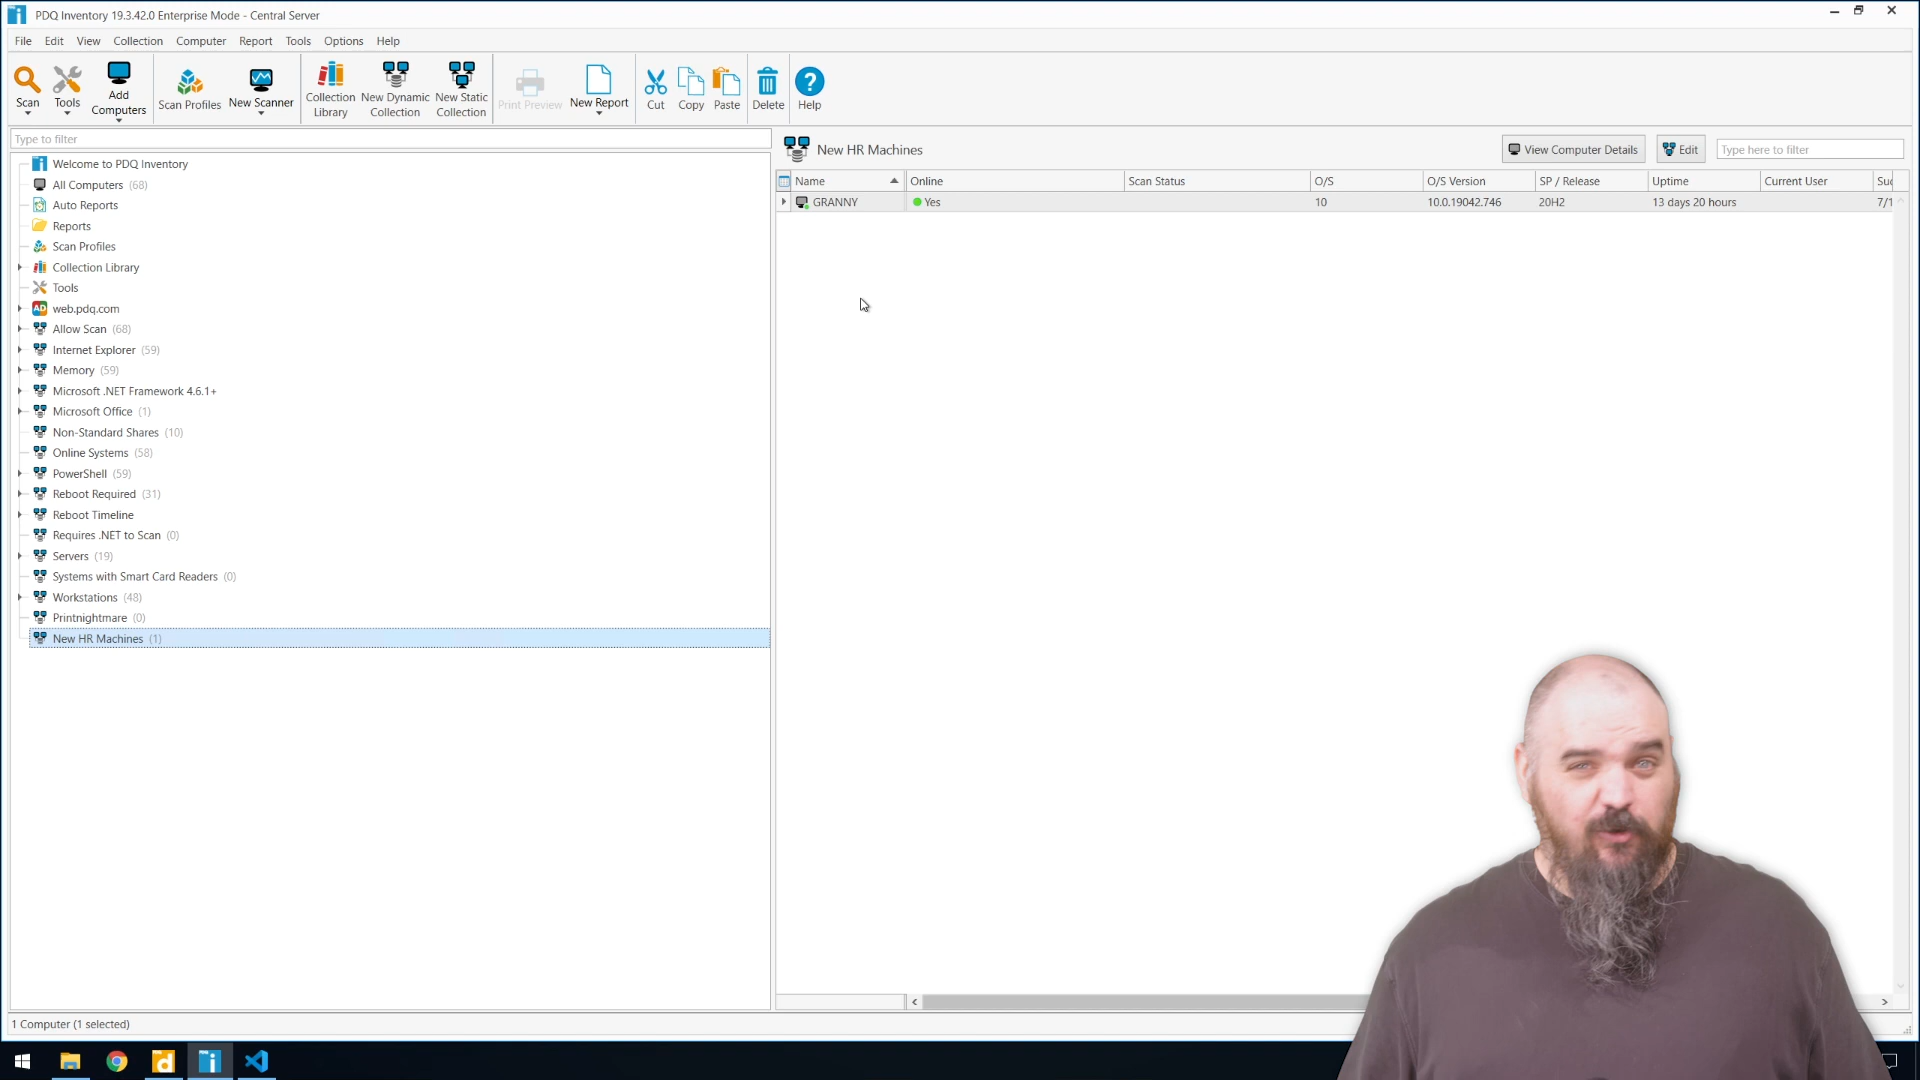 PDQ Inventory 19.3.42.0 Enterprise Mode - Central Server
File Edit View Collection Computer Report Tools Options Help
Scan
Tools
Add
Computers
Scan Profiles
New Scanner
Collection
Library
New Dynamic
Collection
New Static
Collection
Print Preview
New Report
Cut
Copy
Paste
Delete
Help
Type to filter
Welcome to PDQ Inventory
All Computers (68)
Auto Reports
Reports
Scan Profiles
Collection Library
Tools
AD web.pdq.com
Allow Scan (68)
Internet Explorer (59)
Memory (59)
Microsoft .NET Framework 4.6.1+
Microsoft Office (1)
Non-Standard Shares (10)
Online Systems (58)
PowerShell (59)
Reboot Required (31)
Reboot Timeline
Requires .NET to Scan (0)
Servers (19)
Systems with Smart Card Readers (0)
Workstations (48)
Printnightmare (0)
New HR Machines (1)
New HR Machines
View Computer Details
Edit
Type here to filter
Name Online Scan Status O/S O/S Version SP / Release Uptime Current User Suc
GRANNY Yes 10 10.0.19042.746 20H2 13 days 20 hours 7/1
1 Computer (1 selected)